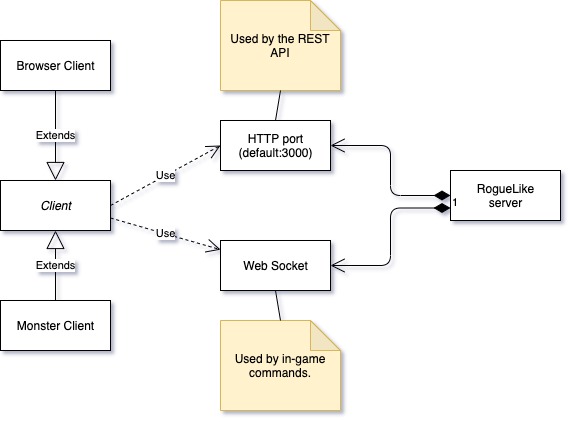 Used by the REST
API
Browser Client
HTTP port
(default:3000)
Extends
Use
RogueLike
server
1
Client
Use
Extends
Web Socket
Monster Client
Used by in-game
commands.